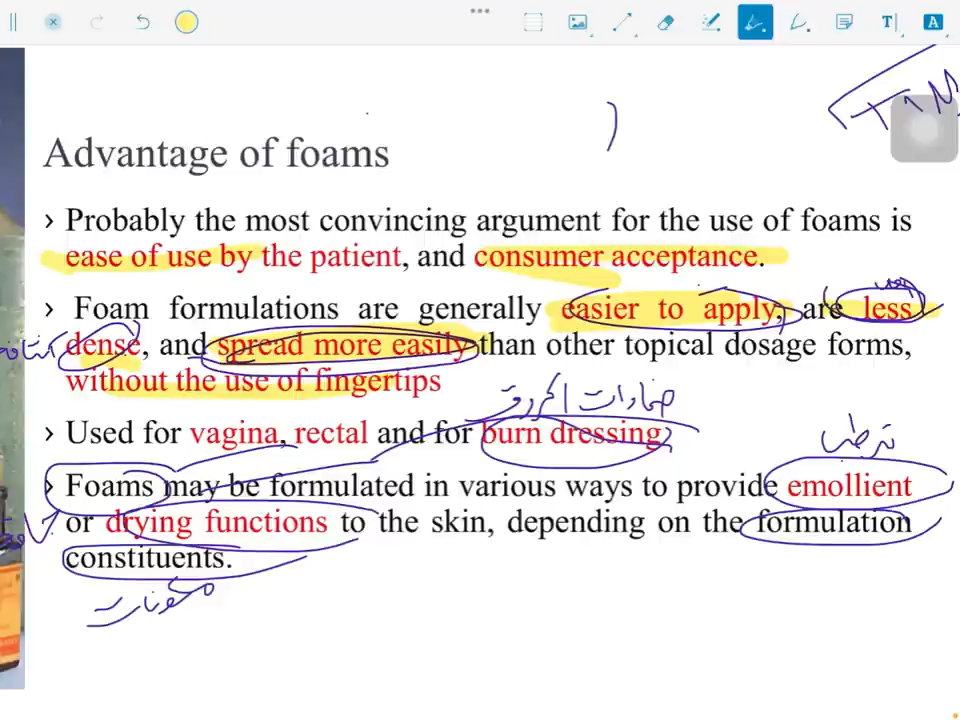 Advantage of foams
› Probably the most convincing argument for the use of foams is
ease of use by the patient, and consumer acceptance.
› Foam formulations are generally easier to apply, are less
dense, and spread more easily than other topical dosage forms,
without the use of fingertips
ضمادات الحروق
› Used for vagina, rectal and for burn dressing
ترطب
› Foams may be formulated in various ways to provide emollient
or drying functions to the skin, depending on the formulation
constituents.
مكونات